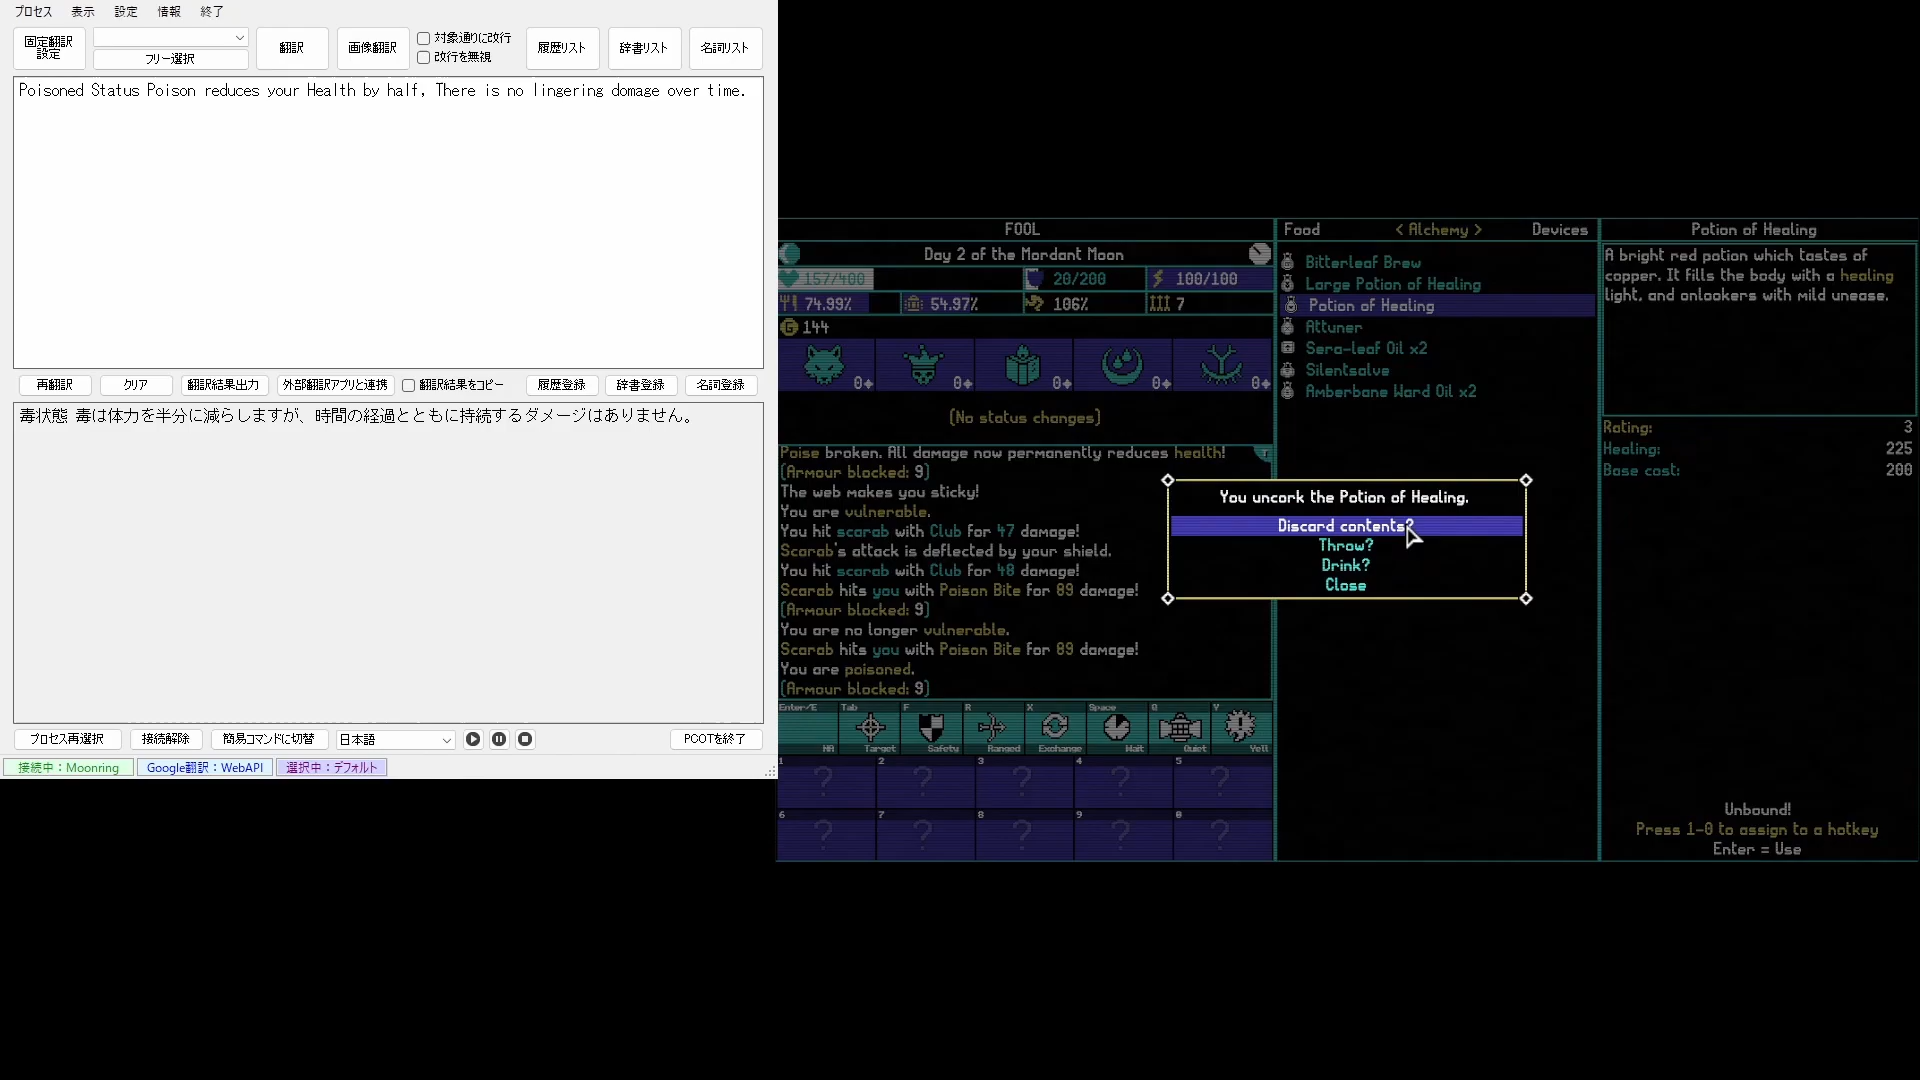 プロセス 表示 設定 情報 終了
固定翻訳
設定
フリー選択
翻訳
画像翻訳
対象通りに改行
改行を無視
履歴リスト
辞書リスト
名詞リスト
Poisoned Status Poison reduces your Health by half, There is no lingering domage over time.
再翻訳
クリア
翻訳結果出力
外部翻訳アプリと連携
翻訳結果をコピー
履歴登録
辞書登録
名詞登録
毒状態 毒は体力を半分に減らしますが、時間の経過とともに持続するダメージはありません。
プロセス再選択
接続解除
簡易コマンドに切替
日本語
PCOTを終了
接続中：Moonring
Google翻訳：WebAPI
選択中：デフォルト
FOOL
Day 2 of the Mordant Moon
157/400
20/200
100/100
74.99%
54.97%
106%
7
G 144
0+ 0+ 0+ 0+ 0+
(No status changes)
Poise broken. All damage now permanently reduces health!
(Armour blocked: 9)
The web makes you sticky!
You are vulnerable.
You hit scarab with Club for 47 damage!
Scarab's attack is deflected by your shield.
You hit scarab with Club for 48 damage!
Scarab hits you with Poison Bite for 89 damage!
(Armour blocked: 9)
You are no longer vulnerable.
Scarab hits you with Poison Bite for 89 damage!
You are poisoned.
(Armour blocked: 9)
Enter/E Tab F R X Space Q Y
NA Target Safety Ranged Exchange Wait Quiet Yell
1 2 3 4 5
? ? ? ? ?
6 7 8 9 0
? ? ? ? ?
Food < Alchemy > Devices
Bitterleaf Brew
Large Potion of Healing
Potion of Healing
Attuner
Sera-leaf Oil x2
Silentsalve
Amberbane Ward Oil x2
You uncork the Potion of Healing.
Discard contents?
Throw?
Drink?
Close
Potion of Healing
A bright red potion which tastes of
copper. It fills the body with a healing
light, and onlookers with mild unease.
Rating: 3
Healing: 225
Base cost: 200
Unbound!
Press 1-0 to assign to a hotkey
Enter = Use